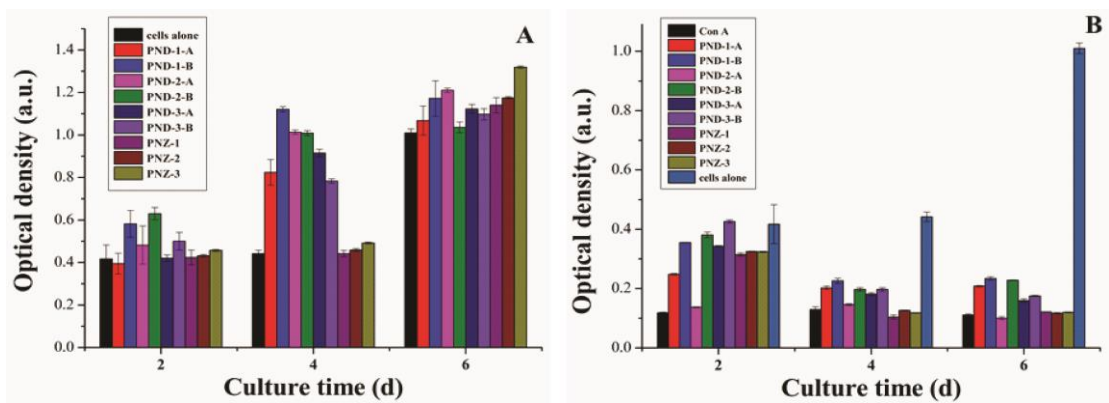 A
cells alone
PND-1-A
PND-1-B
PND-2-A
PND-2-B
PND-3-A
PND-3-B
PNZ-1
PNZ-2
PNZ-3
Optical density (a.u.)
1.4
1.2
1.0
0.8
0.6
0.4
0.2
0.0
2 4 6
Culture time (d)
B
Con A
PND-1-A
PND-1-B
PND-2-A
PND-2-B
PND-3-A
PND-3-B
PNZ-1
PNZ-2
PNZ-3
cells alone
Optical density (a.u.)
1.0
0.8
0.6
0.4
0.2
0.0
2 4 6
Culture time (d)